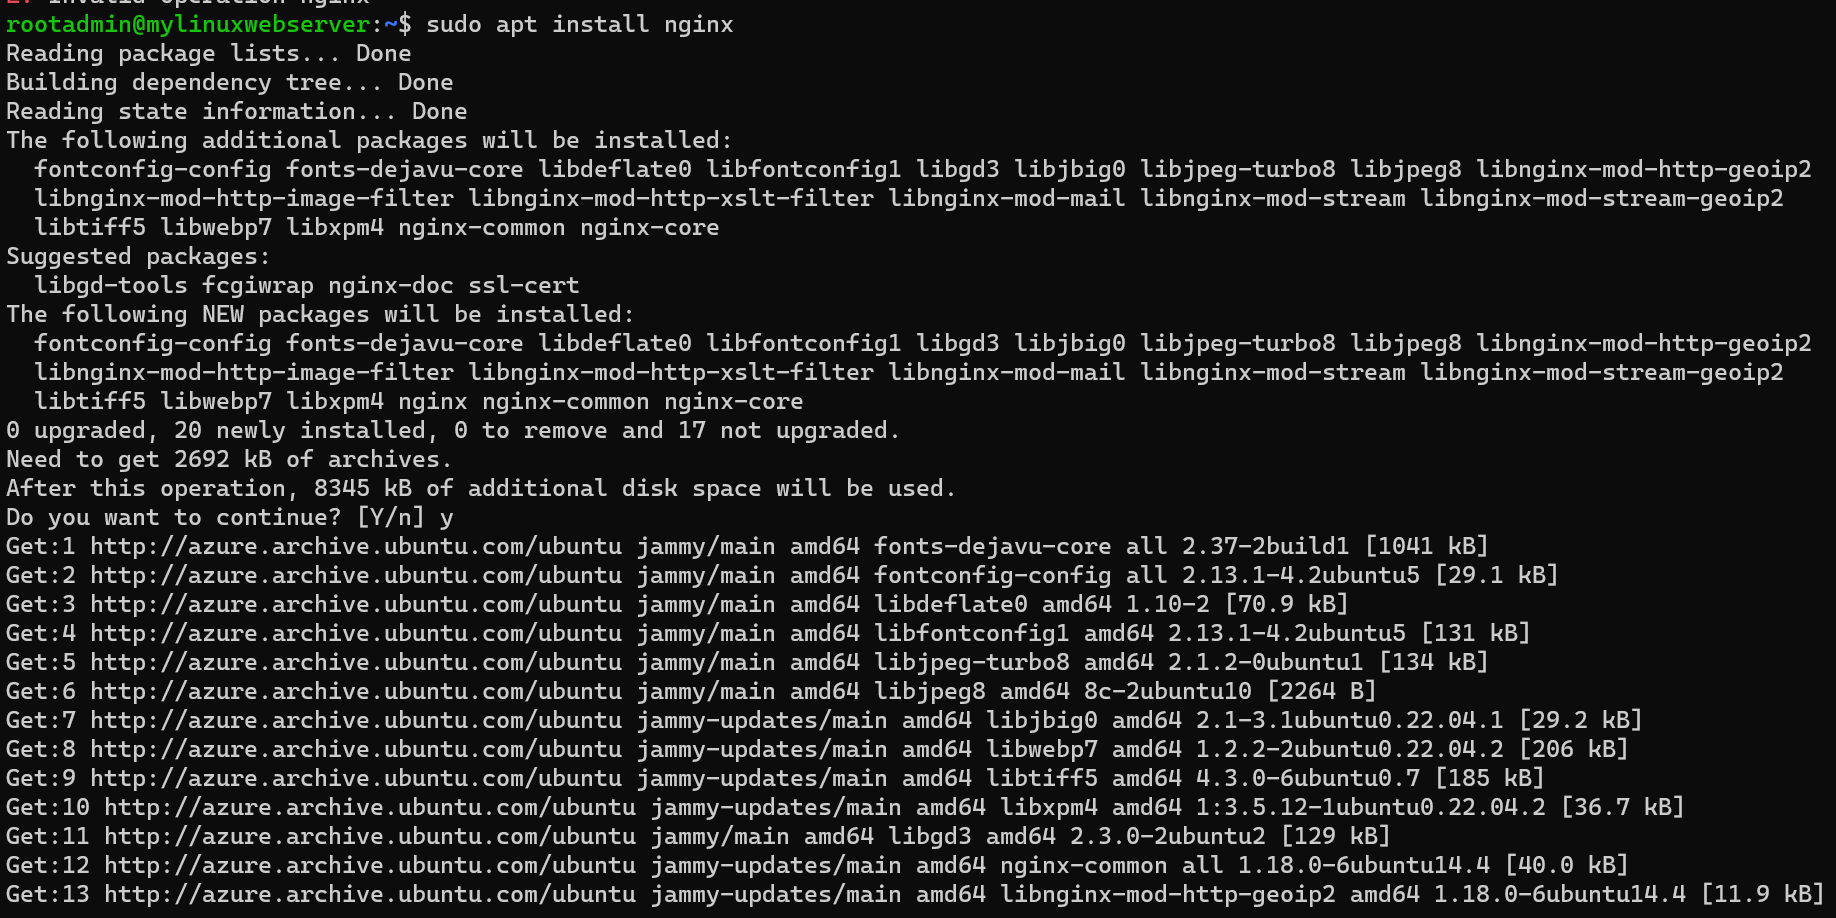 E: Invalid operation nginx
rootadmin@mylinuxwebserver:~$ sudo apt install nginx
Reading package lists... Done
Building dependency tree... Done
Reading state information... Done
The following additional packages will be installed:
  fontconfig-config fonts-dejavu-core libdeflate0 libfontconfig1 libgd3 libjbig0 libjpeg-turbo8 libjpeg8 libnginx-mod-http-geoip2
  libnginx-mod-http-image-filter libnginx-mod-http-xslt-filter libnginx-mod-mail libnginx-mod-stream libnginx-mod-stream-geoip2
  libtiff5 libwebp7 libxpm4 nginx-common nginx-core
Suggested packages:
  libgd-tools fcgiwrap nginx-doc ssl-cert
The following NEW packages will be installed:
  fontconfig-config fonts-dejavu-core libdeflate0 libfontconfig1 libgd3 libjbig0 libjpeg-turbo8 libjpeg8 libnginx-mod-http-geoip2
  libnginx-mod-http-image-filter libnginx-mod-http-xslt-filter libnginx-mod-mail libnginx-mod-stream libnginx-mod-stream-geoip2
  libtiff5 libwebp7 libxpm4 nginx nginx-common nginx-core
0 upgraded, 20 newly installed, 0 to remove and 17 not upgraded.
Need to get 2692 kB of archives.
After this operation, 8345 kB of additional disk space will be used.
Do you want to continue? [Y/n] y
Get:1 http://azure.archive.ubuntu.com/ubuntu jammy/main amd64 fonts-dejavu-core all 2.37-2build1 [1041 kB]
Get:2 http://azure.archive.ubuntu.com/ubuntu jammy/main amd64 fontconfig-config all 2.13.1-4.2ubuntu5 [29.1 kB]
Get:3 http://azure.archive.ubuntu.com/ubuntu jammy/main amd64 libdeflate0 amd64 1.10-2 [70.9 kB]
Get:4 http://azure.archive.ubuntu.com/ubuntu jammy/main amd64 libfontconfig1 amd64 2.13.1-4.2ubuntu5 [131 kB]
Get:5 http://azure.archive.ubuntu.com/ubuntu jammy/main amd64 libjpeg-turbo8 amd64 2.1.2-0ubuntu1 [134 kB]
Get:6 http://azure.archive.ubuntu.com/ubuntu jammy/main amd64 libjpeg8 amd64 8c-2ubuntu10 [2264 B]
Get:7 http://azure.archive.ubuntu.com/ubuntu jammy-updates/main amd64 libjbig0 amd64 2.1-3.1ubuntu0.22.04.1 [29.2 kB]
Get:8 http://azure.archive.ubuntu.com/ubuntu jammy-updates/main amd64 libwebp7 amd64 1.2.2-2ubuntu0.22.04.2 [206 kB]
Get:9 http://azure.archive.ubuntu.com/ubuntu jammy-updates/main amd64 libtiff5 amd64 4.3.0-6ubuntu0.7 [185 kB]
Get:10 http://azure.archive.ubuntu.com/ubuntu jammy-updates/main amd64 libxpm4 amd64 1:3.5.12-1ubuntu0.22.04.2 [36.7 kB]
Get:11 http://azure.archive.ubuntu.com/ubuntu jammy/main amd64 libgd3 amd64 2.3.0-2ubuntu2 [129 kB]
Get:12 http://azure.archive.ubuntu.com/ubuntu jammy-updates/main amd64 nginx-common all 1.18.0-6ubuntu14.4 [40.0 kB]
Get:13 http://azure.archive.ubuntu.com/ubuntu jammy-updates/main amd64 libnginx-mod-http-geoip2 amd64 1.18.0-6ubuntu14.4 [11.9 kB]